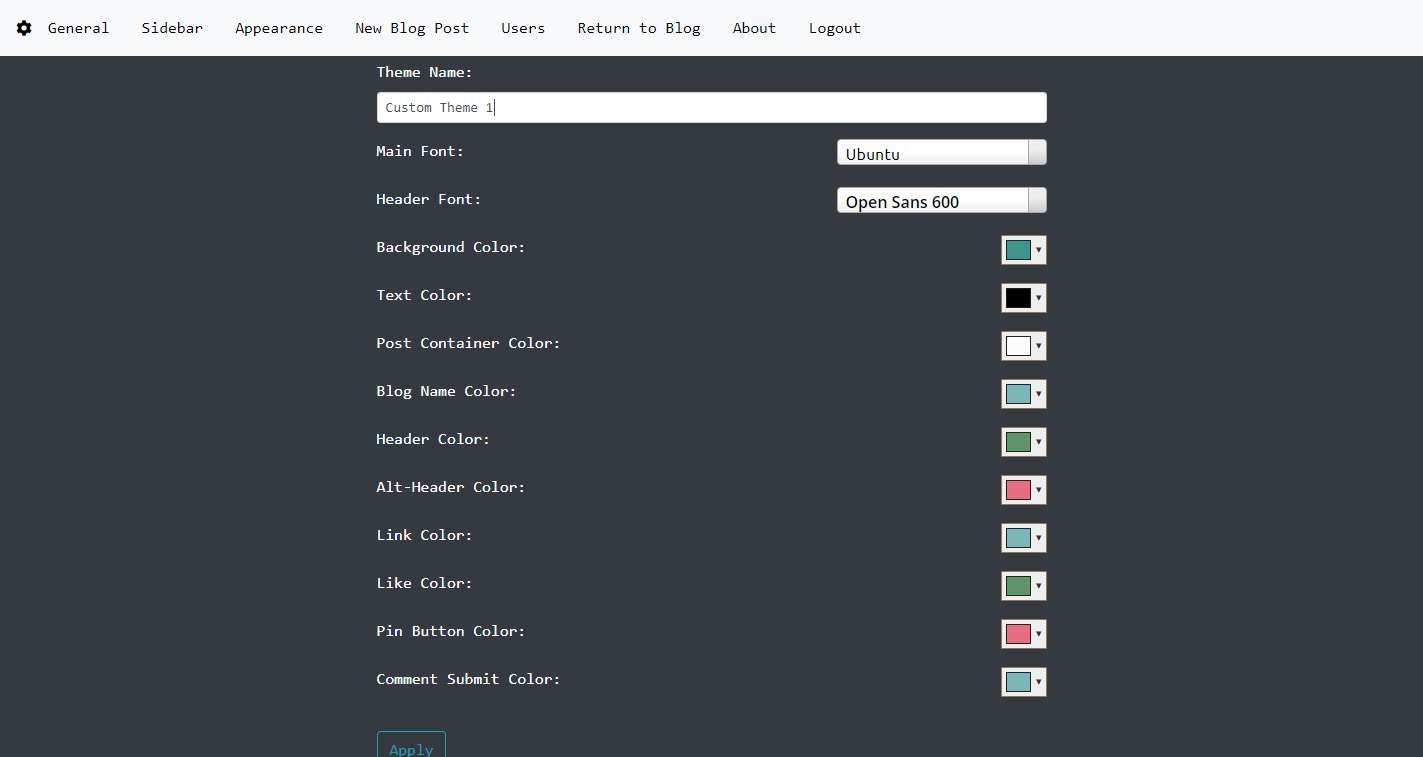 General Sidebar Appearance New Blog Post Users Return to Blog About Logout
Theme Name:
Custom Theme 1
Main Font: Ubuntu
Header Font: Open Sans 600
Background Color:
Text Color:
Post Container Color:
Blog Name Color:
Header Color:
Alt-Header Color:
Link Color:
Like Color:
Pin Button Color:
Comment Submit Color:
Apply